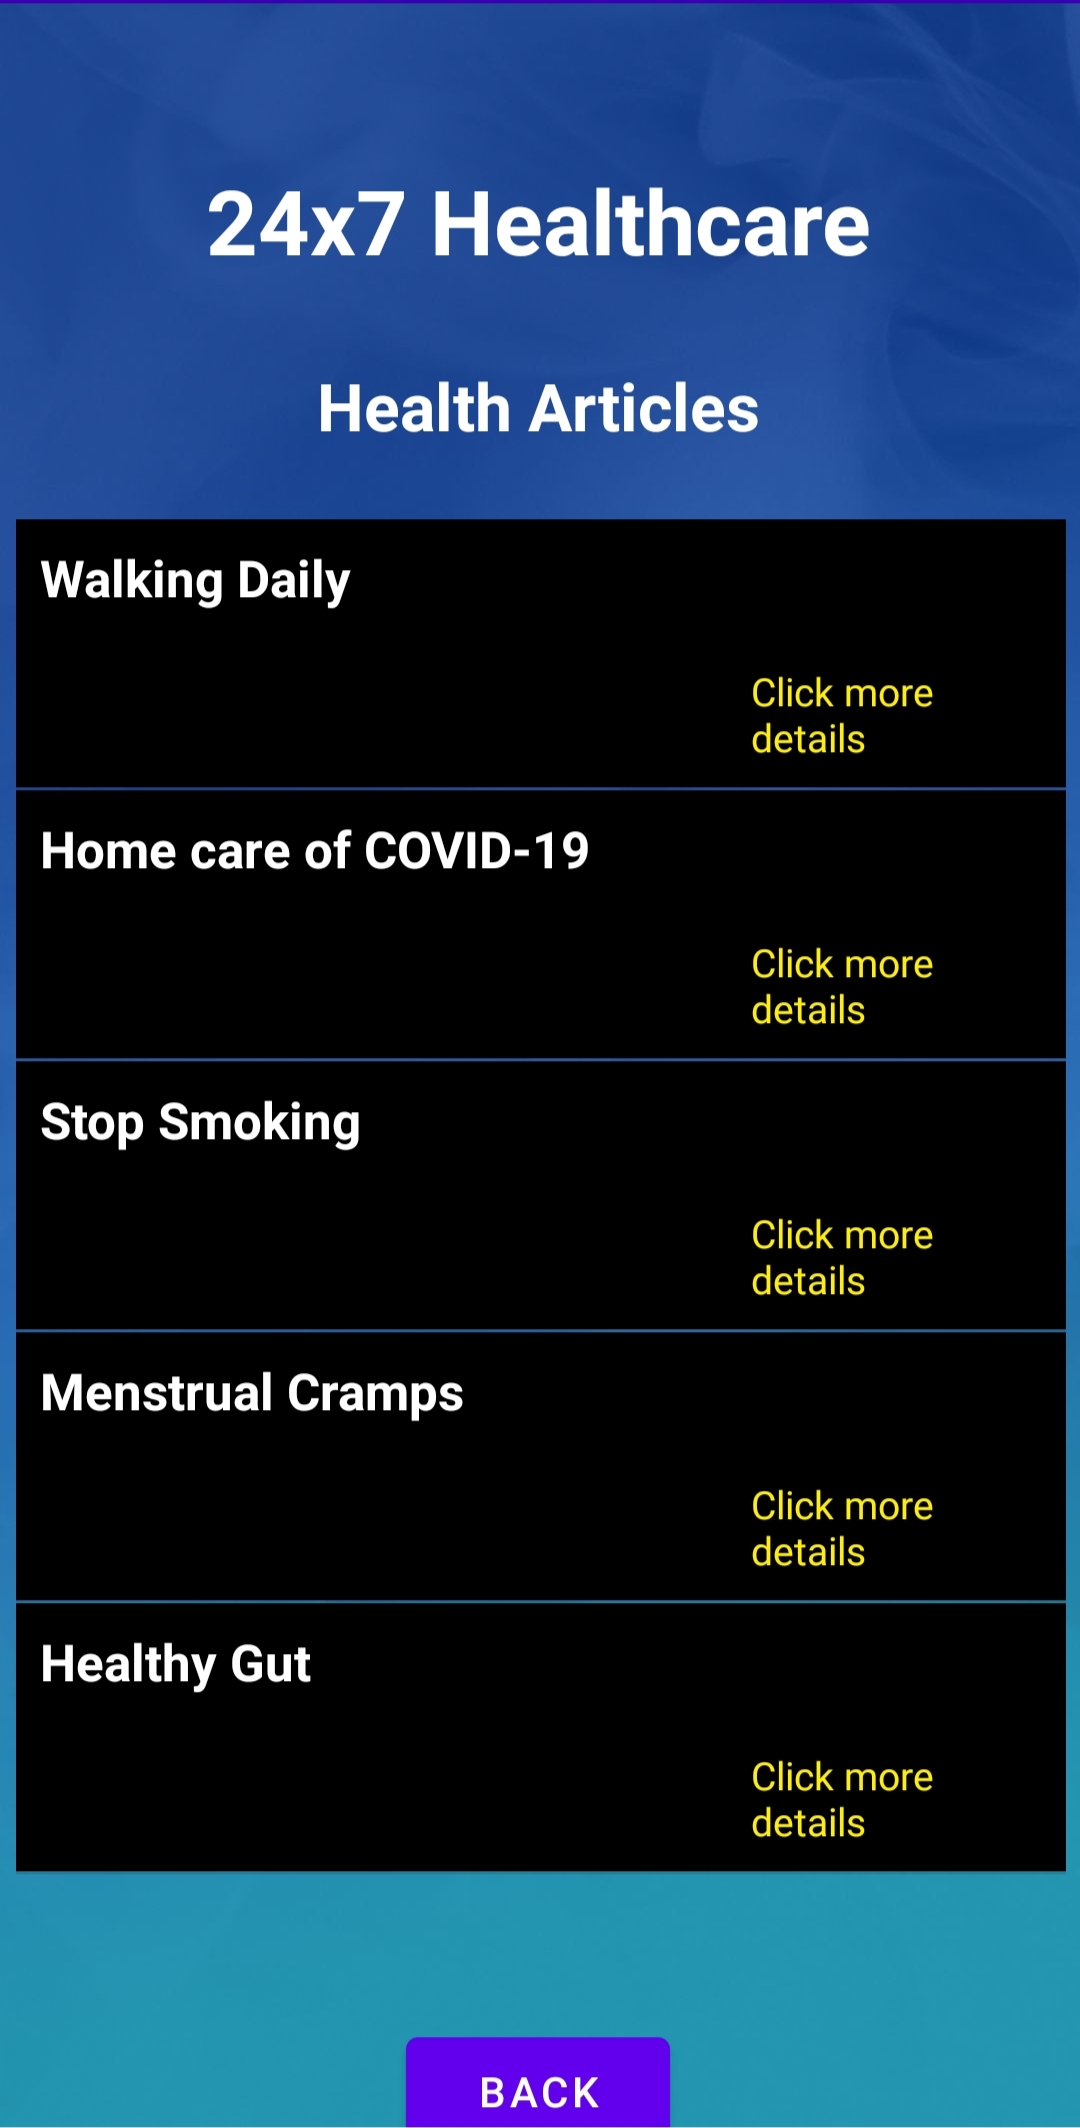 24x7 Healthcare
Health Articles
Walking Daily
Click more
details
Home care of COVID-19
Click more
details
Stop Smoking
Click more
details
Menstrual Cramps
Click more
details
Healthy Gut
Click more
details
BACK